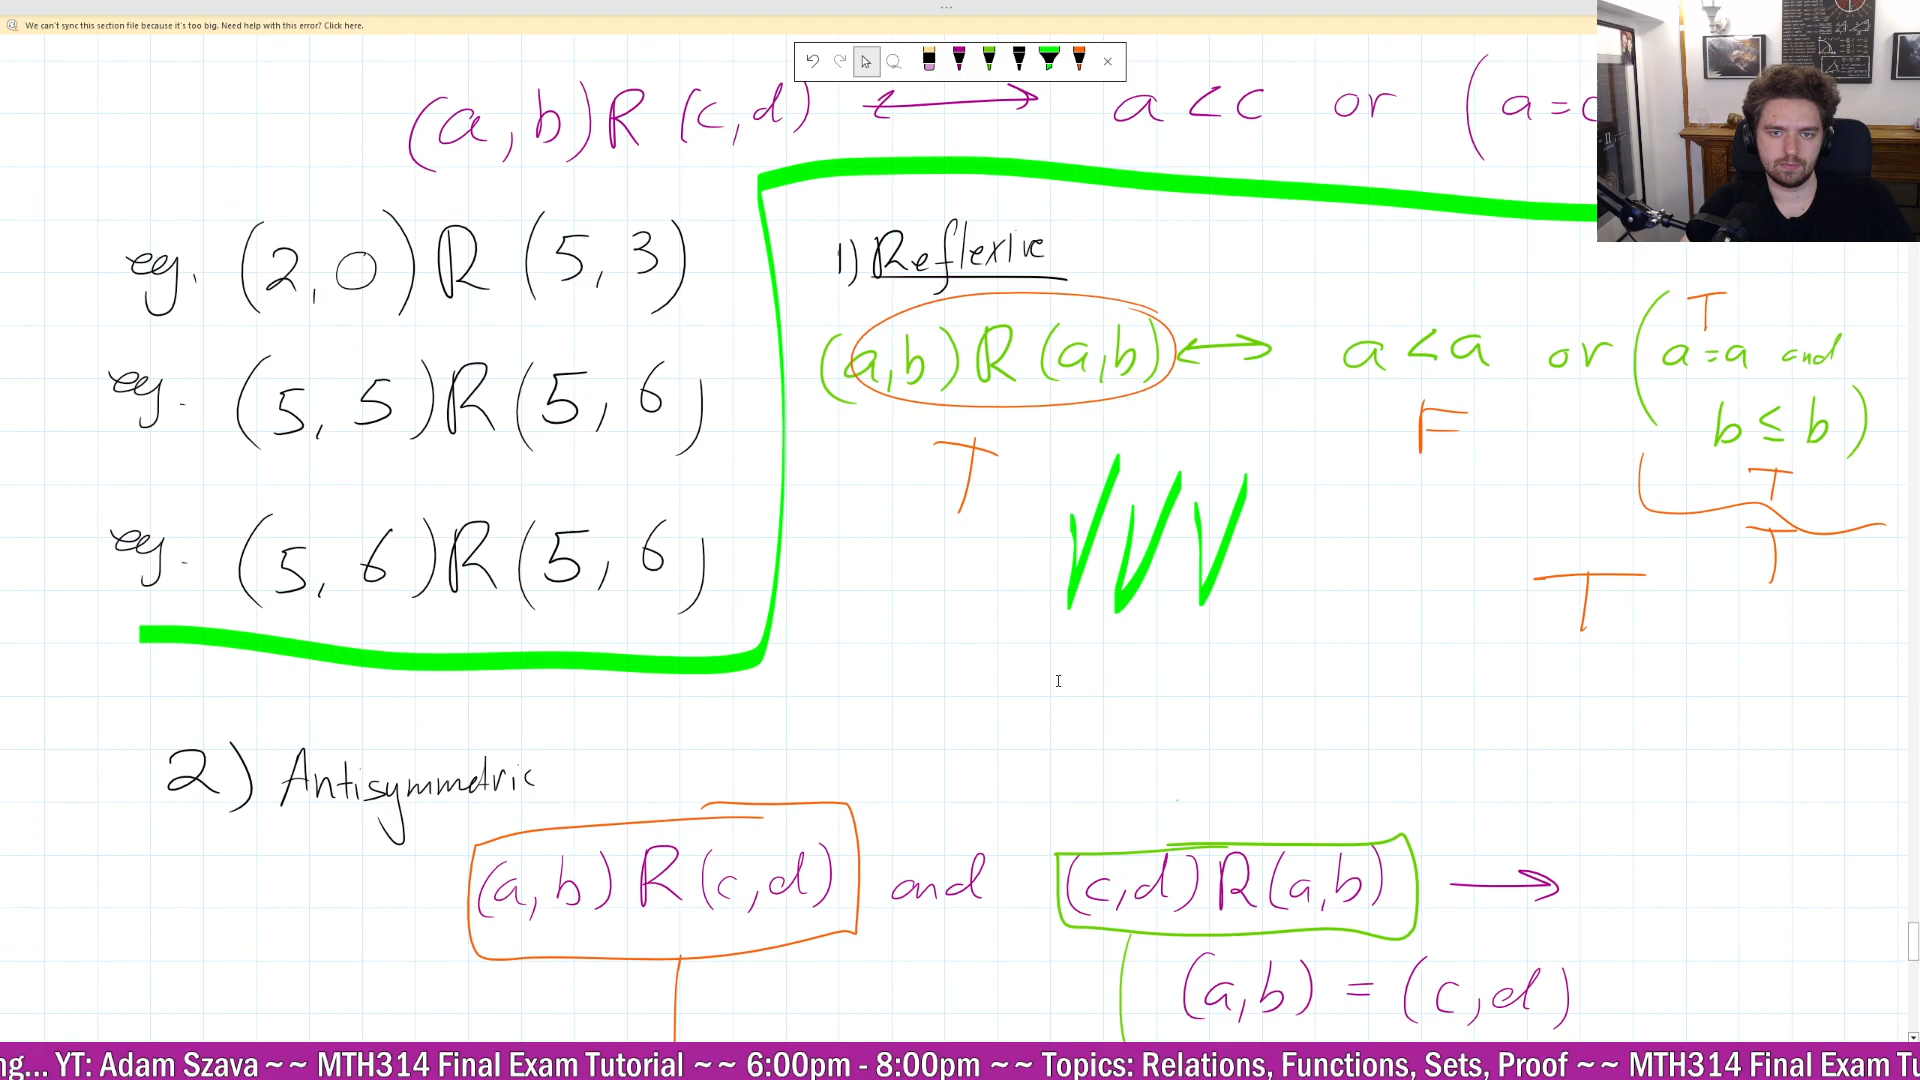 We can't sync this section file because it's too big. Need help with this error? Click here.
(a, b) R (c, d) ⟷ a < c or (a = c
eg. (2, 0) R (5, 3)
eg. (5, 5) R (5, 6)
eg. (5, 6) R (5, 6)
1) Reflexive
(a, b) R (a, b) ⟷ a < a or (a = a and
b ≤ b)
T
F
T
T
T
T
2) Antisymmetric
(a, b) R (c, d) and (c, d) R (a, b) ⟶
(a, b) = (c, d)
ng... YT: Adam Szava ~~ MTH314 Final Exam Tutorial ~~ 6:00pm - 8:00pm ~~ Topics: Relations, Functions, Sets, Proof ~~ MTH314 Final Exam Tu